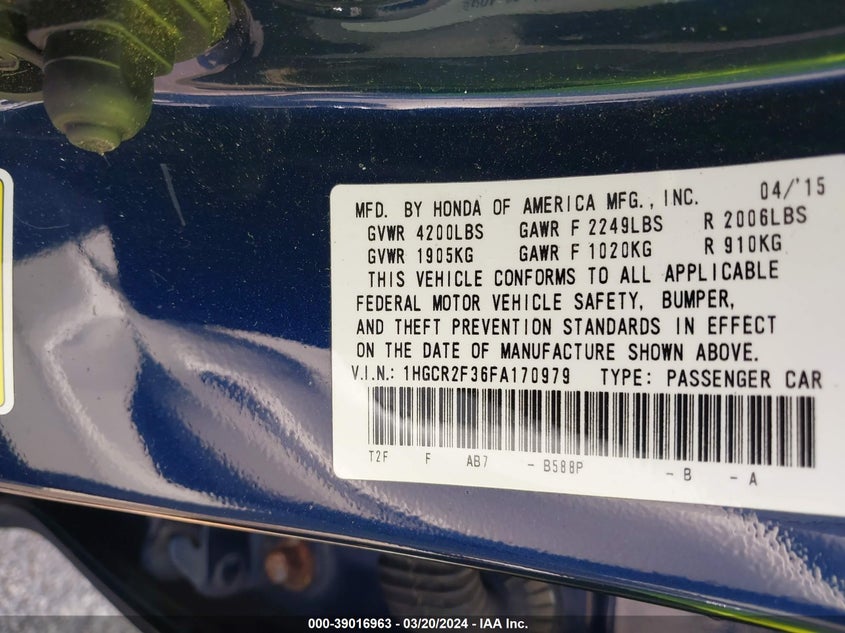 MFD. BY HONDA OF AMERICA MFG., INC. 04/'15
GVWR 4200LBS GAWR F 2249LBS R 2006LBS
GVWR 1905KG GAWR F 1020KG R 910KG
THIS VEHICLE CONFORMS TO ALL APPLICABLE
FEDERAL MOTOR VEHICLE SAFETY, BUMPER,
AND THEFT PREVENTION STANDARDS IN EFFECT
ON THE DATE OF MANUFACTURE SHOWN ABOVE.
V.I.N.: 1HGCR2F36FA170979 TYPE: PASSENGER CAR
T2F F AB7 - B588P - B - A
000-39016963 - 03/20/2024 - IAA Inc.